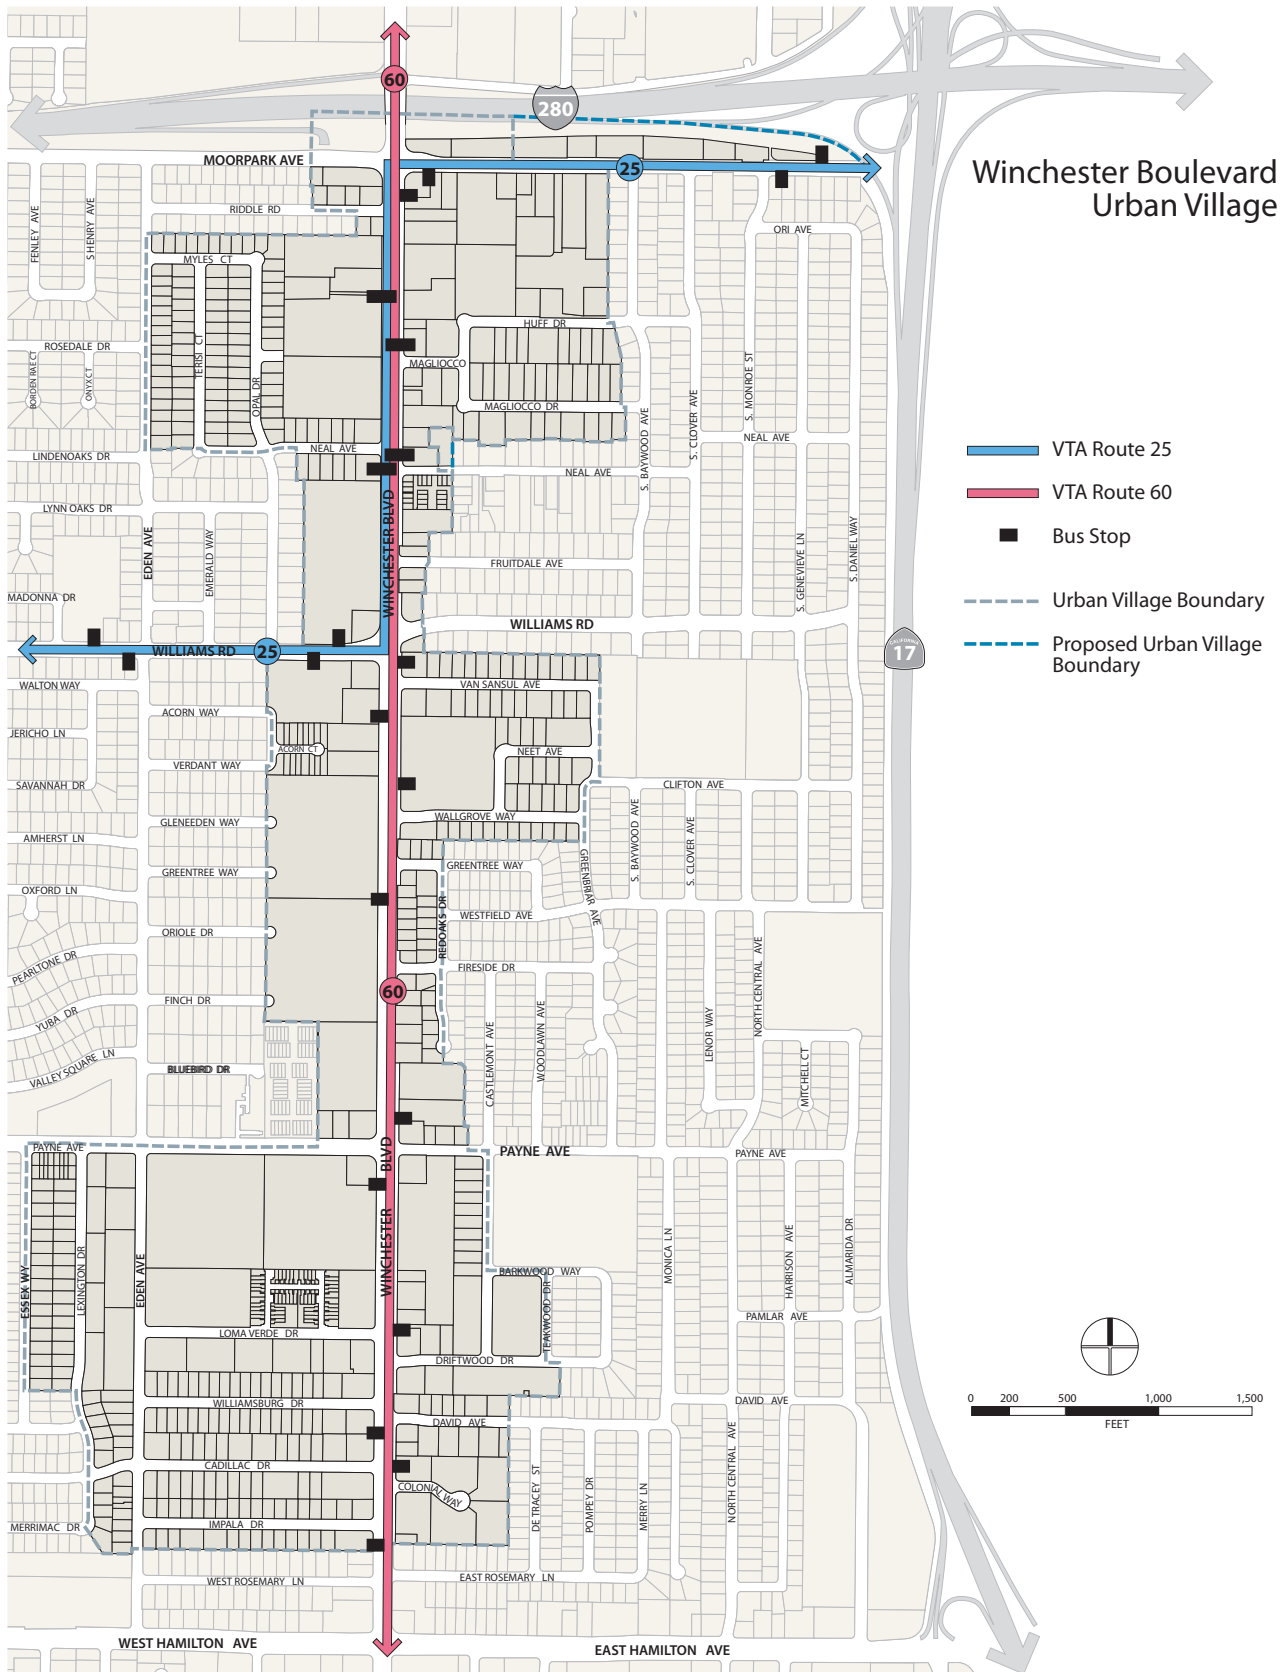 60
280
MOORPARK AVE
25
Winchester Boulevard
Urban Village
RIDDLE RD
FENLEY AVE
S HENRY AVE
ORI AVE
MYLES CT
HUFF DR
ROSEDALE DR
TERISI CT
MAGLIOCCO
S. MONROE ST
BORDEN RAE CT
ONYX CT
OPAL DR
MAGLIOCCO DR
S. BAYWOOD AVE
S. CLOVER AVE
NEAL AVE
NEAL AVE
LINDENOAKS DR
NEAL AVE
VTA Route 25
VTA Route 60
LYNN OAKS DR
WINCHESTER BLVD
Bus Stop
EDEN AVE
EMERALD WAY
S. GENEVIEVE LN
S. DANIEL WAY
FRUITDALE AVE
MADONNA DR
Urban Village Boundary
WILLIAMS RD
Proposed Urban Village
Boundary
WILLIAMS RD
25
CALIFORNIA
17
WALTON WAY
VAN SANSUL AVE
ACORN WAY
JERICHO LN
ACORN CT
NEET AVE
VERDANT WAY
SAVANNAH DR
CLIFTON AVE
GLENEEDEN WAY
WALLGROVE WAY
S. BAYWOOD AVE
S. CLOVER AVE
AMHERST LN
GREENTREE WAY
GREENTREE WAY
GREENBRIAR AVE
OXFORD LN
REDOAKS DR
WESTFIELD AVE
ORIOLE DR
PEARLTONE DR
FIRESIDE DR
NORTH CENTRAL AVE
60
FINCH DR
YUBA DR
CASTLEMONT AVE
WOODLAWN AVE
LENOR WAY
VALLEY SQUARE LN
BLUEBIRD DR
MITCHELL CT
PAYNE AVE
BLVD
PAYNE AVE
PAYNE AVE
WINCHESTER
ESSEX WY
LEXINGTON DR
EDEN AVE
BARKWOOD WAY
TEAKWOOD DR
MONICA LN
HARRISON AVE
ALMARIDA DR
PAMLAR AVE
LOMA VERDE DR
DRIFTWOOD DR
WILLIAMSBURG DR
DAVID AVE
DAVID AVE
0 200 500 1,000 1,500
FEET
CADILLAC DR
COLONIAL WAY
DE TRACEY ST
POMPEY DR
MERRY LN
NORTH CENTRAL AVE
MERRIMAC DR
IMPALA DR
WEST ROSEMARY LN
EAST ROSEMARY LN
WEST HAMILTON AVE
EAST HAMILTON AVE